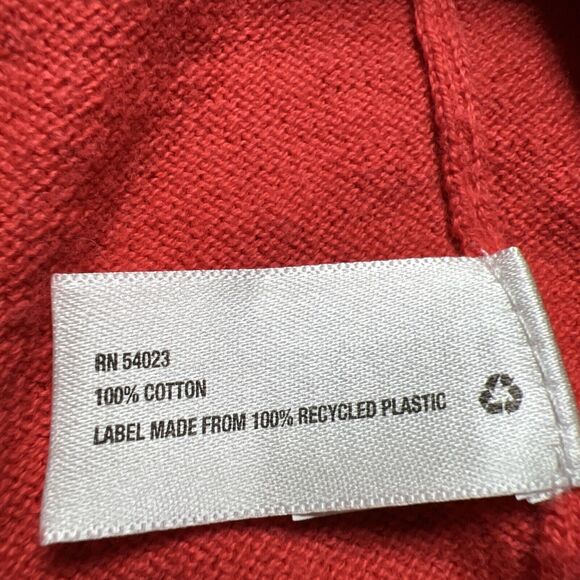 RN 54023
100% COTTON
LABEL MADE FROM 100% RECYCLED PLASTIC